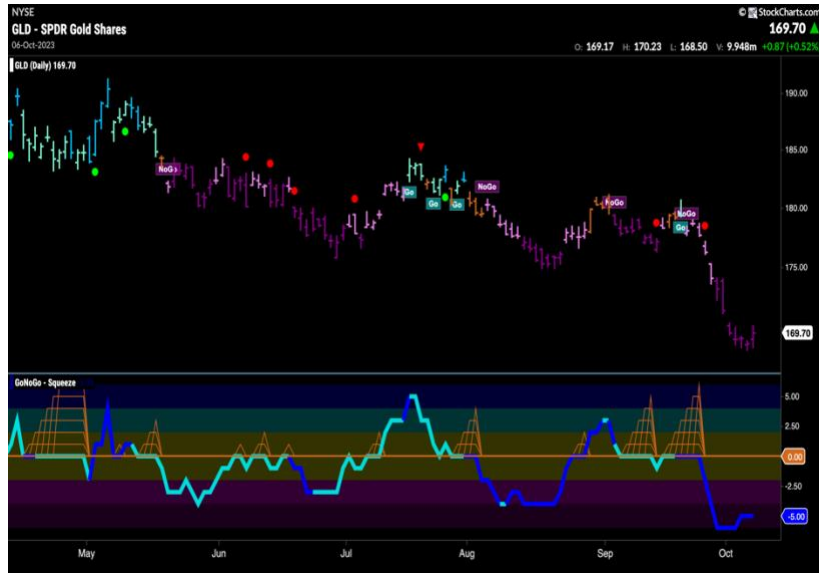 NYSE
© StockCharts.com
GLD - SPDR Gold Shares
169.70
06-Oct-2023
O: 169.17 H: 170.23 L: 168.50 V: 9.948m +0.87 (+0.52%
GLD (Daily) 169.70
190.00
185.00
180.00
175.00
169.70
NoGo
Go
Go
Go
NoGo
NoGo
NoGo
Go
GoNoGo - Squeeze
5.00
2.50
0.00
-2.50
-5.00
May Jun Jul Aug Sep Oct